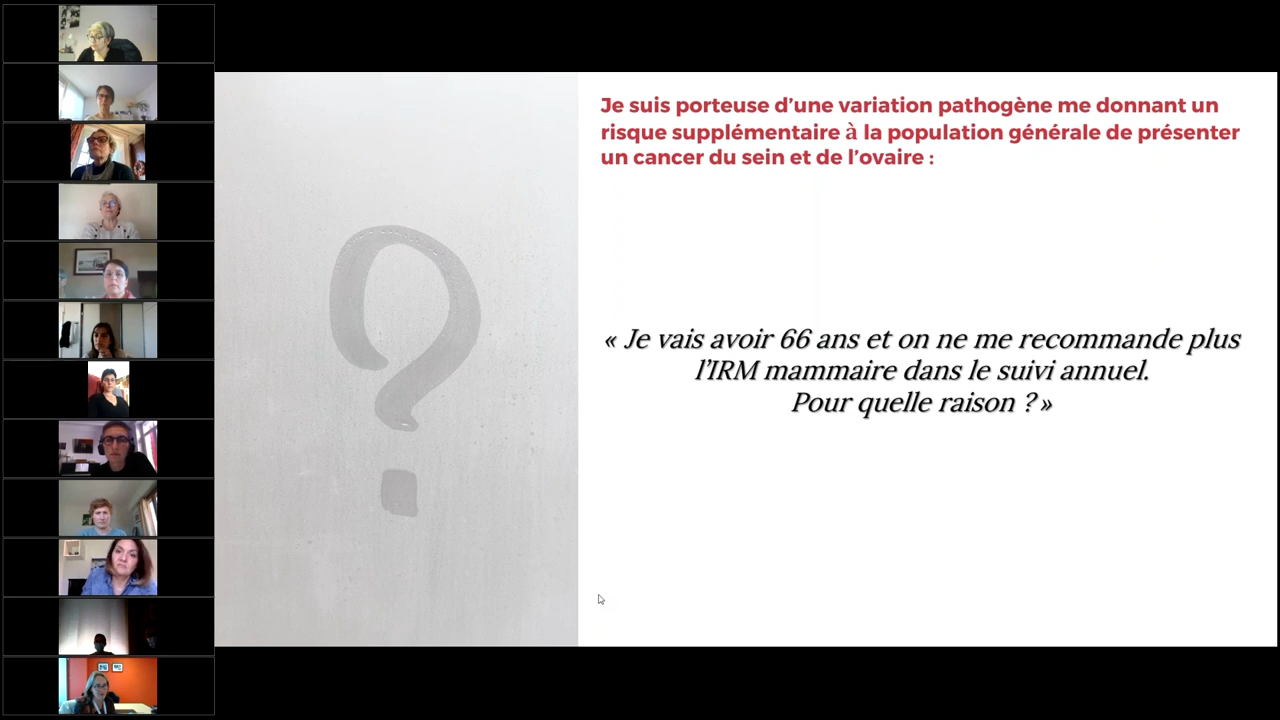 Je suis porteuse d’une variation pathogène me donnant un
risque supplémentaire à la population générale de présenter
un cancer du sein et de l’ovaire :
« Je vais avoir 66 ans et on ne me recommande plus
l’IRM mammaire dans le suivi annuel.
Pour quelle raison ? »